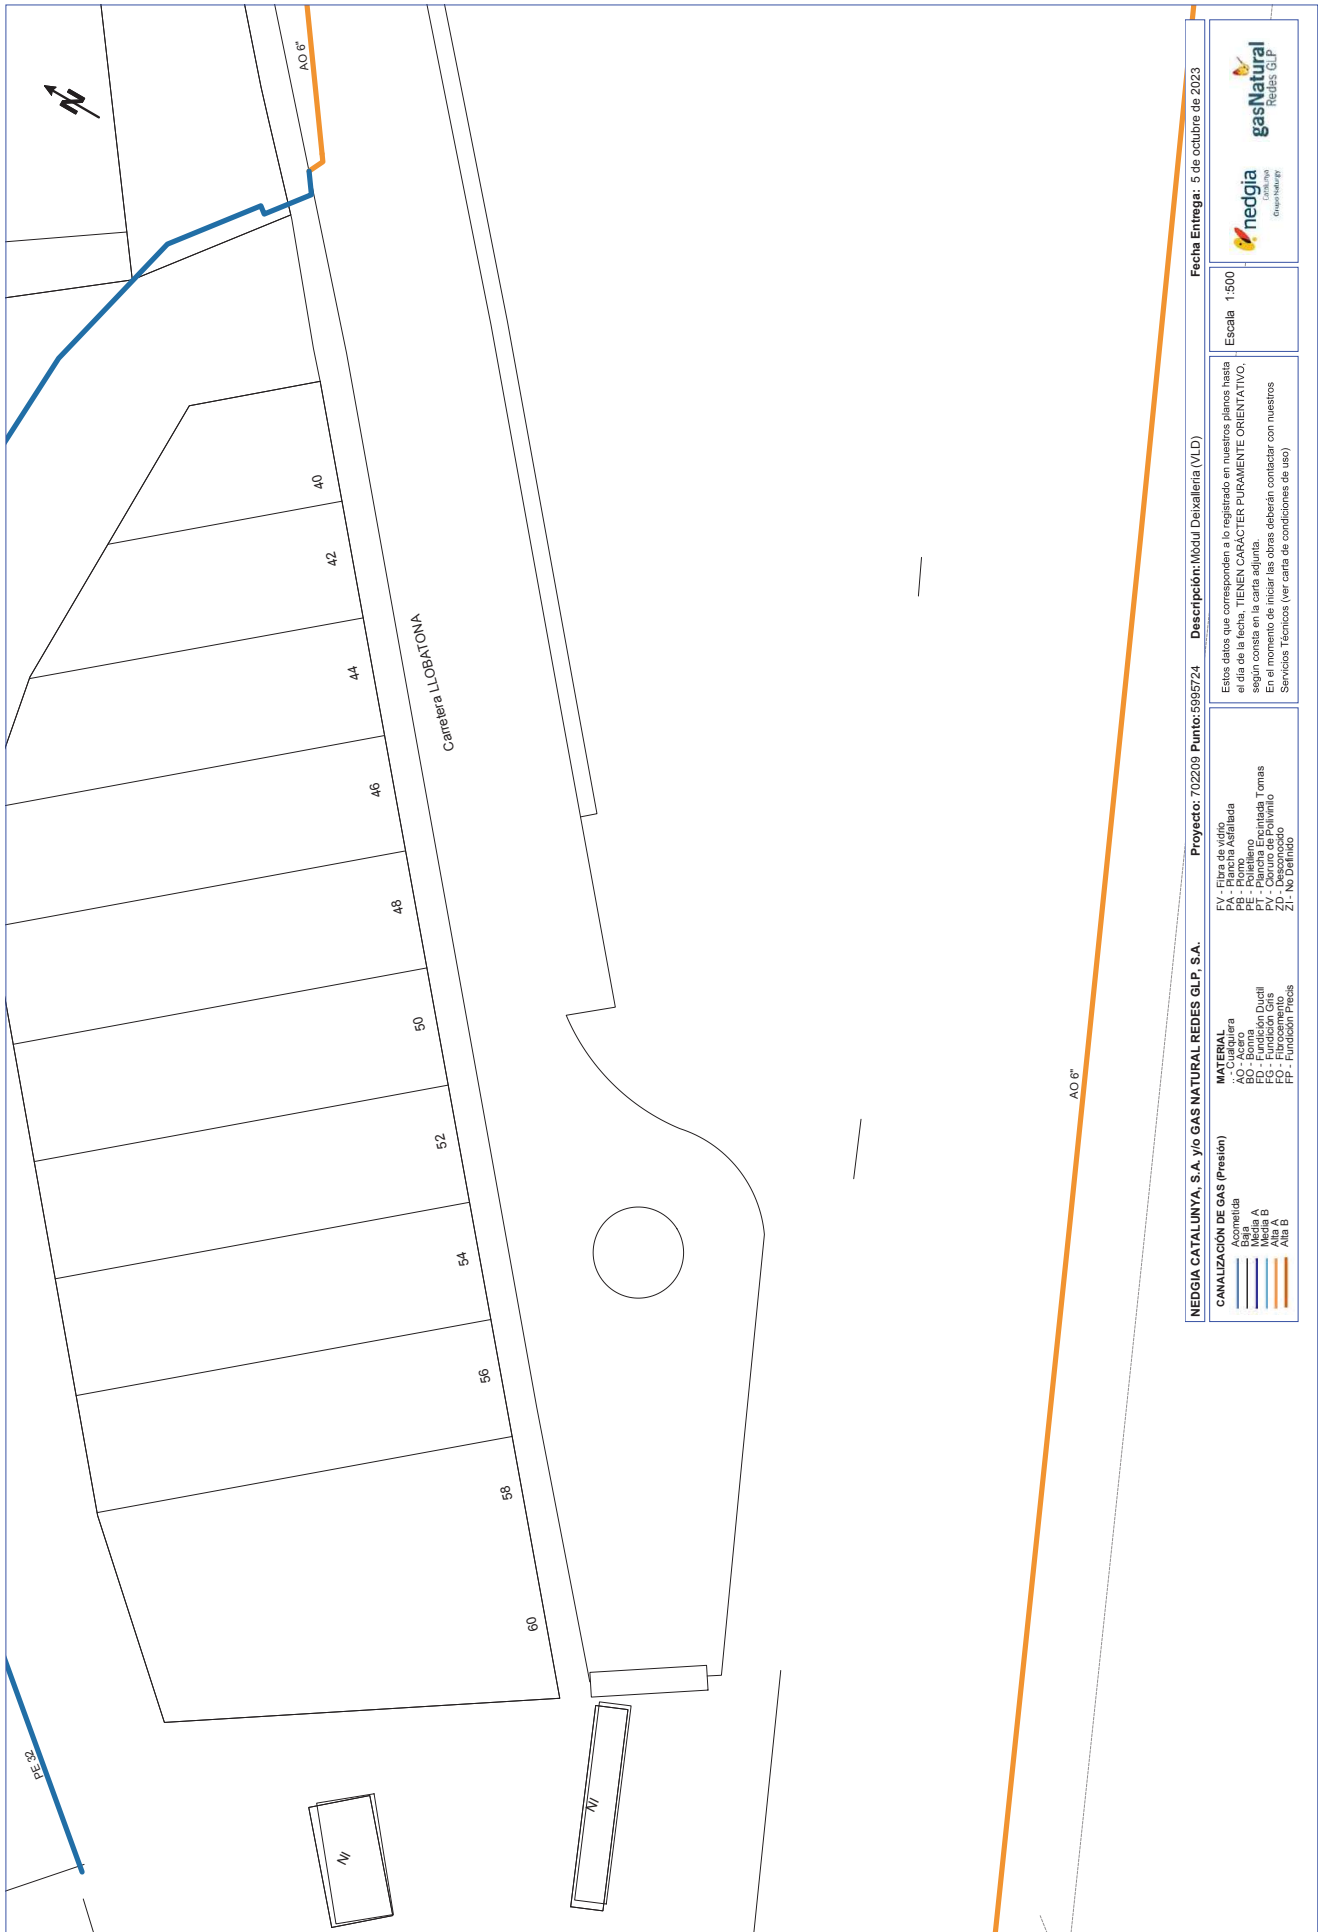 N
AO 6"
40
42
44
46
48
50
52
54
56
58
60
Carretera LLOBATONA
PE 32
NI
NI
AO 6"
NEDGIA CATALUNYA, S.A. y/o GAS NATURAL REDES GLP, S.A.
Proyecto: 702209 Punto:5995724
Descripción:Mòdul Deixalleria (VLD)
Fecha Entrega: 5 de octubre de 2023
CANALIZACIÓN DE GAS (Presión)
Acometida
Baja
Media A
Media B
Alta A
Alta B
MATERIAL
.. - Cualquiera
AO - Acero
BO - Bonna
FD - Fundición Ductil
FG - Fundición Gris
FO - Fibrocemento
FP - Fundición Precis
FV - Fibra de vidrio
PA - Plancha Asfaltada
PB - Plomo
PE - Polietileno
PT - Plancha Encintada Tomas
PV - Cloruro de Polivinilo
ZD - Desconocido
ZI - No Definido
Estos datos que corresponden a lo registrado en nuestros planos hasta
el día de la fecha, TIENEN CARÁCTER PURAMENTE ORIENTATIVO,
según consta en la carta adjunta.
En el momento de iniciar las obras deberán contactar con nuestros
Servicios Técnicos (ver carta de condiciones de uso)
Escala 1:500
nedgia
Catalunya
Grupo Naturgy
gasNatural
Redes GLP